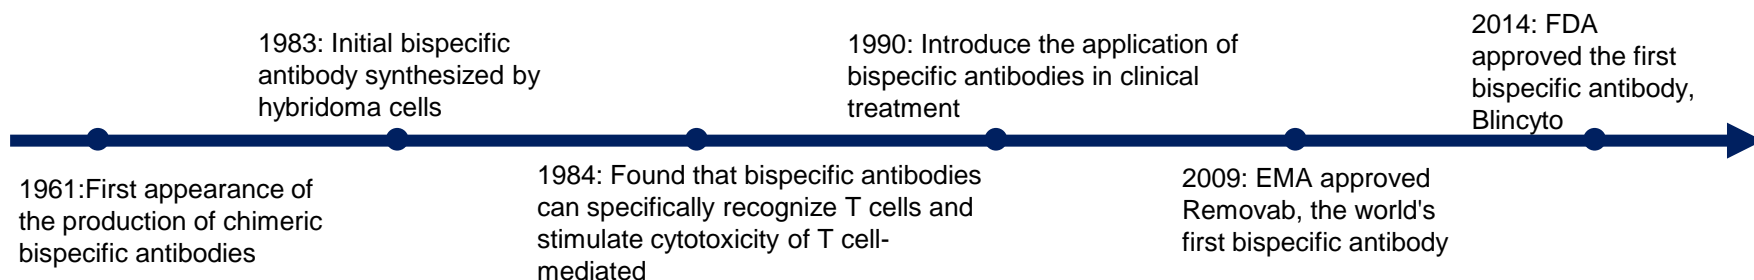 1983: Initial bispecific
antibody synthesized by
hybridoma cells
1990: Introduce the application of
bispecific antibodies in clinical
treatment
2014: FDA
approved the first
bispecific antibody,
Blincyto
1961:First appearance of
the production of chimeric
bispecific antibodies
1984: Found that bispecific antibodies
can specifically recognize T cells and
stimulate cytotoxicity of T cell-
mediated
2009: EMA approved
Removab, the world's
first bispecific antibody